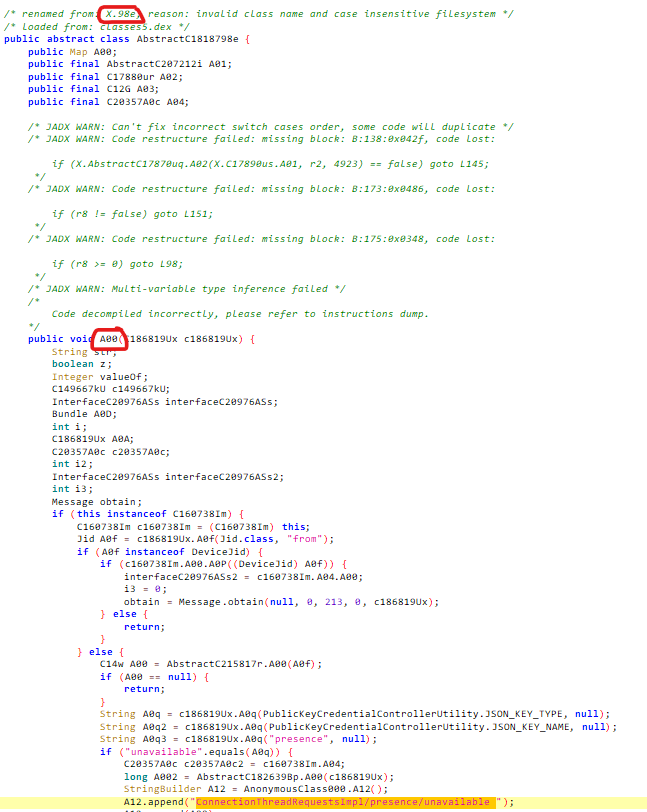 /* renamed from: X.98e, reason: invalid class name and case insensitive filesystem */
/* loaded from: classes5.dex */
public abstract class AbstractC1818798e {
public Map A00;
public final AbstractC207212i A01;
public final C17880ur A02;
public final C12G A03;
public final C20357A0c A04;
/* JADX WARN: Can't fix incorrect switch cases order, some code will duplicate */
/* JADX WARN: Code restructure failed: missing block: B:138:0x042f, code lost:
if (X.AbstractC17870uq.A02(X.C17890us.A01, r2, 4923) == false) goto L145;
*/
/* JADX WARN: Code restructure failed: missing block: B:173:0x0486, code lost:
if (r8 != false) goto L151;
*/
/* JADX WARN: Code restructure failed: missing block: B:175:0x0348, code lost:
if (r8 >= 0) goto L98;
*/
/* JADX WARN: Multi-variable type inference failed */
/*
Code decompiled incorrectly, please refer to instructions dump.
*/
public void A00(C186819Ux c186819Ux) {
String str;
boolean z;
Integer valueOf;
C149667kU c149667kU;
InterfaceC20976ASs interfaceC20976ASs;
Bundle A0D;
int i;
C186819Ux A0A;
C20357A0c c20357A0c;
int i2;
InterfaceC20976ASs interfaceC20976ASs2;
int i3;
Message obtain;
if (this instanceof C160738Im) {
C160738Im c160738Im = (C160738Im) this;
Jid A0f = c186819Ux.A0f(Jid.class, "from");
if (A0f instanceof DeviceJid) {
if (c160738Im.A00.A0P((DeviceJid) A0f)) {
interfaceC20976ASs2 = c160738Im.A04.A00;
i3 = 0;
obtain = Message.obtain(null, 0, 213, 0, c186819Ux);
} else {
return;
}
} else {
C14w A00 = AbstractC215817r.A00(A0f);
if (A00 == null) {
return;
}
String A0q = c186819Ux.A0q(PublicKeyCredentialControllerUtility.JSON_KEY_TYPE, null);
String A0q2 = c186819Ux.A0q(PublicKeyCredentialControllerUtility.JSON_KEY_NAME, null);
String A0q3 = c186819Ux.A0q("presence", null);
if ("unavailable".equals(A0q)) {
C20357A0c c20357A0c2 = c160738Im.A04;
long A002 = AbstractC182639Bp.A00(c186819Ux);
StringBuilder A12 = AnonymousClass000.A12();
A12.append("ConnectionThreadRequestsImpl/presence/unavailable ");